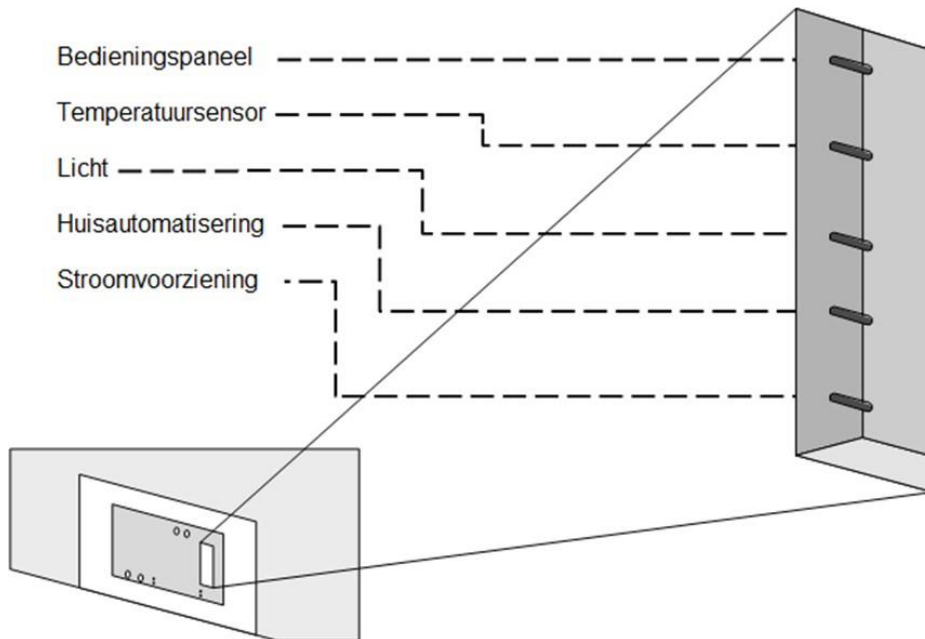 Bedieningspaneel
Temperatuursensor
Licht
Huisautomatisering
Stroomvoorziening